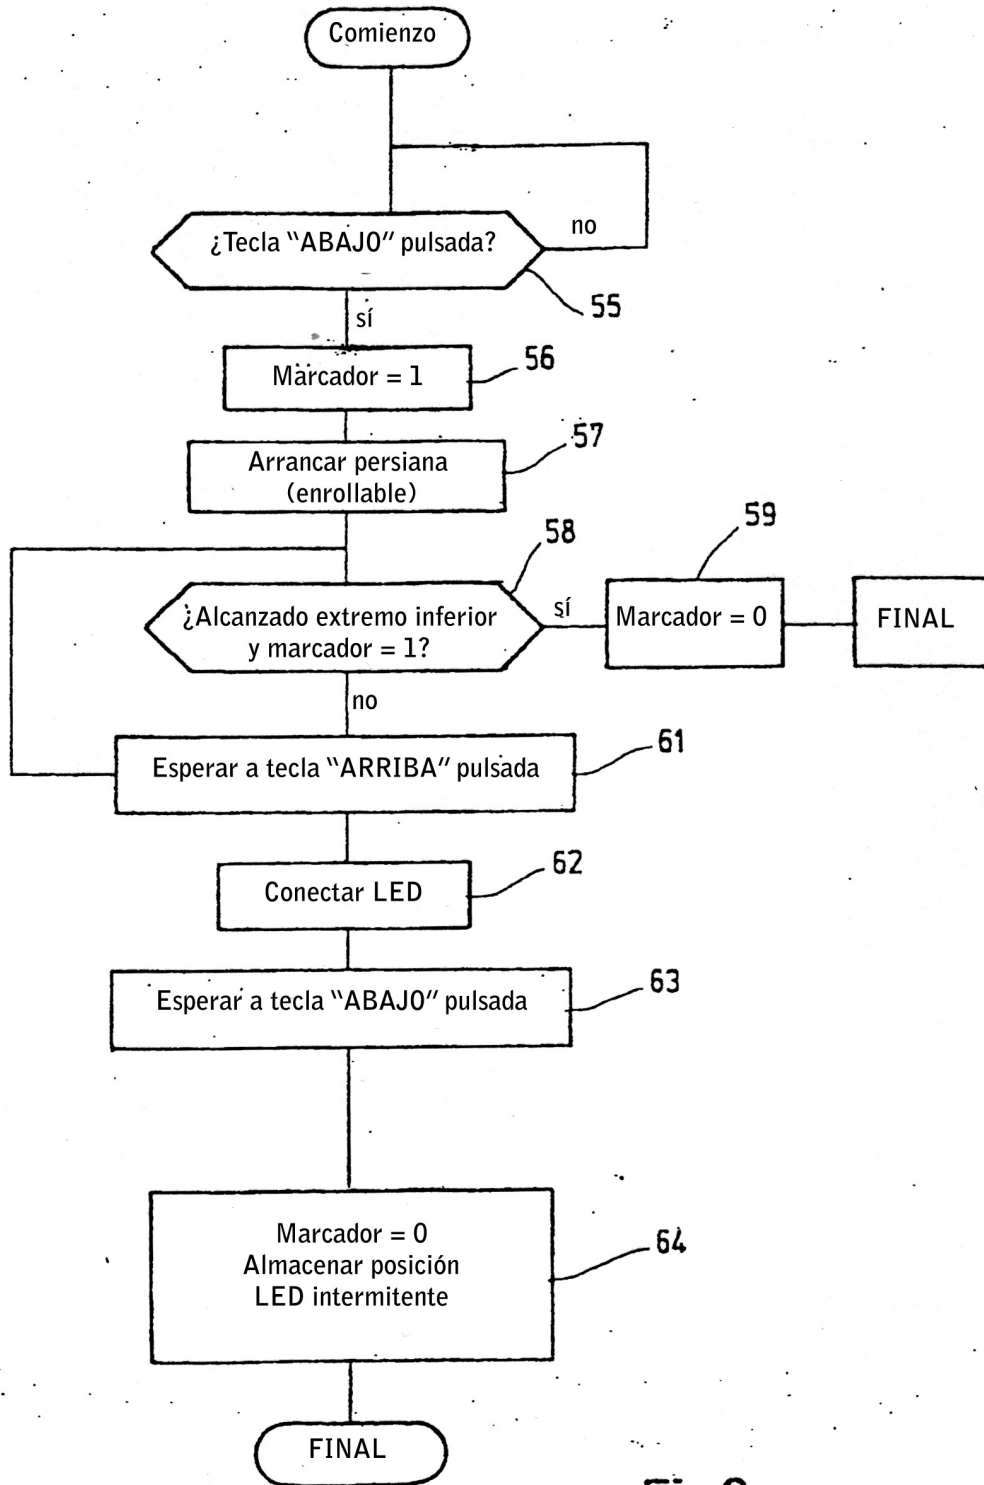 Comienzo
¿Tecla “ABAJO” pulsada?
no
55
sí
Marcador = 1
56
Arrancar persiana
(enrollable)
57
58
59
¿Alcanzado extremo inferior
y marcador = 1?
sí
Marcador = 0
FINAL
no
Esperar a tecla “ARRIBA” pulsada
61
Conectar LED
62
Esperar a tecla “ABAJO” pulsada
63
Marcador = 0
Almacenar posición
LED intermitente
64
FINAL